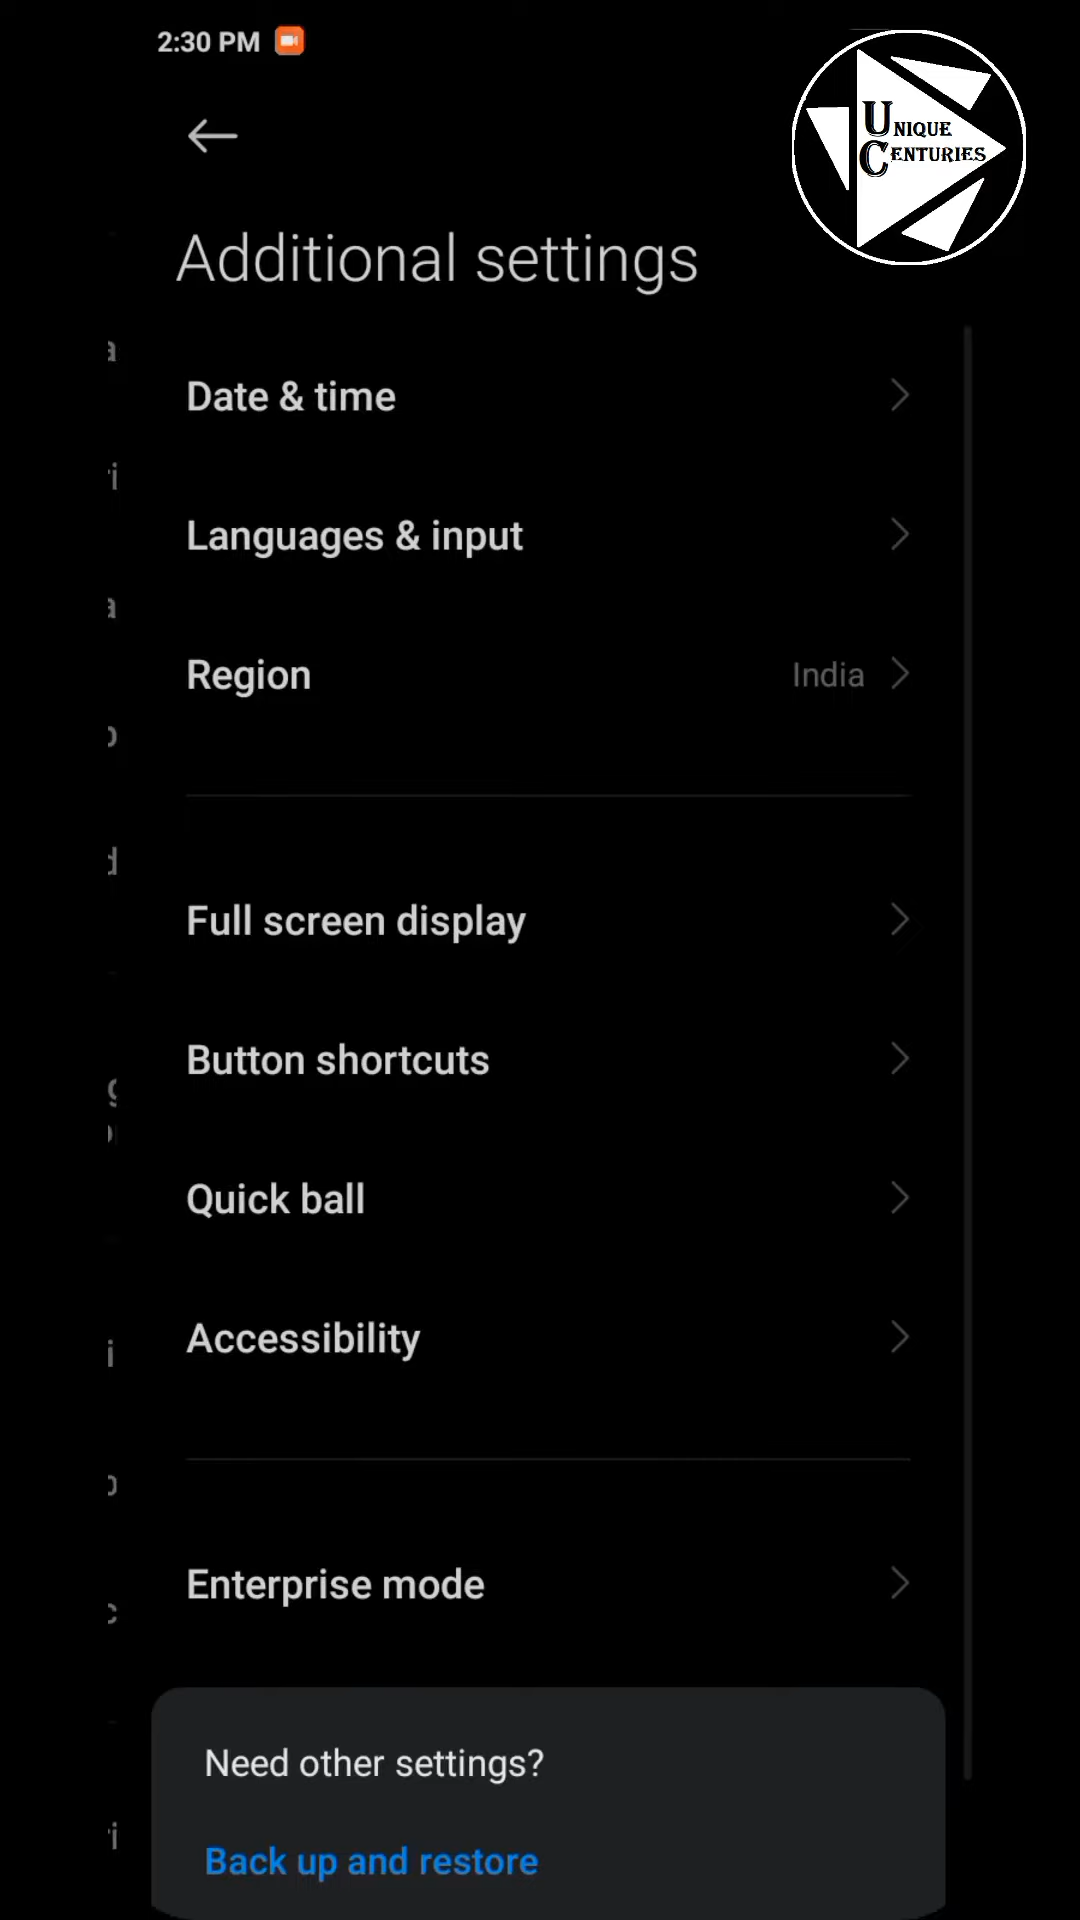 2:30 PM
UNIQUE
CENTURIES
Additional settings
Date & time
Languages & input
Region
India
Full screen display
Button shortcuts
Quick ball
Accessibility
Enterprise mode
Need other settings?
Back up and restore